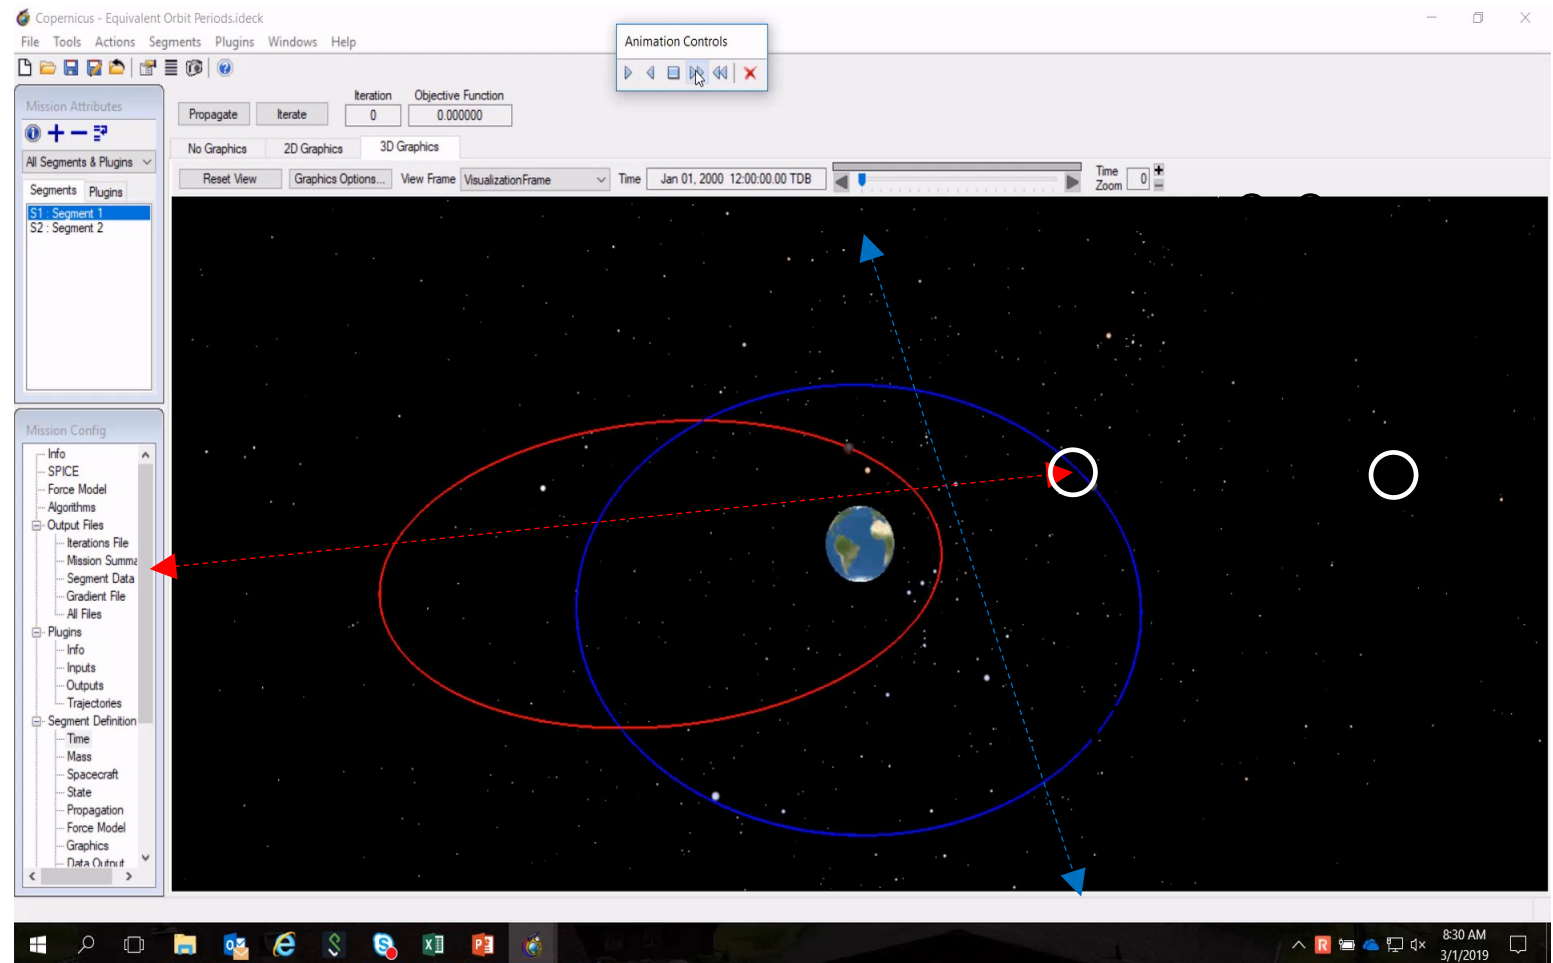 Copernicus - Equivalent Orbit Periods.ideck
File Tools Actions Segments Plugins Windows Help
Animation Controls
Mission Attributes
All Segments & Plugins
Segments Plugins
S1 : Segment 1
S2 : Segment 2
Iteration Objective Function
Propagate Iterate 0 0.000000
No Graphics 2D Graphics 3D Graphics
Reset View Graphics Options... View Frame VisualizationFrame Time Jan 01, 2000 12:00:00.00 TDB Time Zoom 0
Mission Config
Info
SPICE
Force Model
Algorithms
Output Files
Iterations File
Mission Summa
Segment Data
Gradient File
All Files
Plugins
Info
Inputs
Outputs
Trajectories
Segment Definition
Time
Mass
Spacecraft
State
Propagation
Force Model
Graphics
Data Output
8:30 AM
3/1/2019